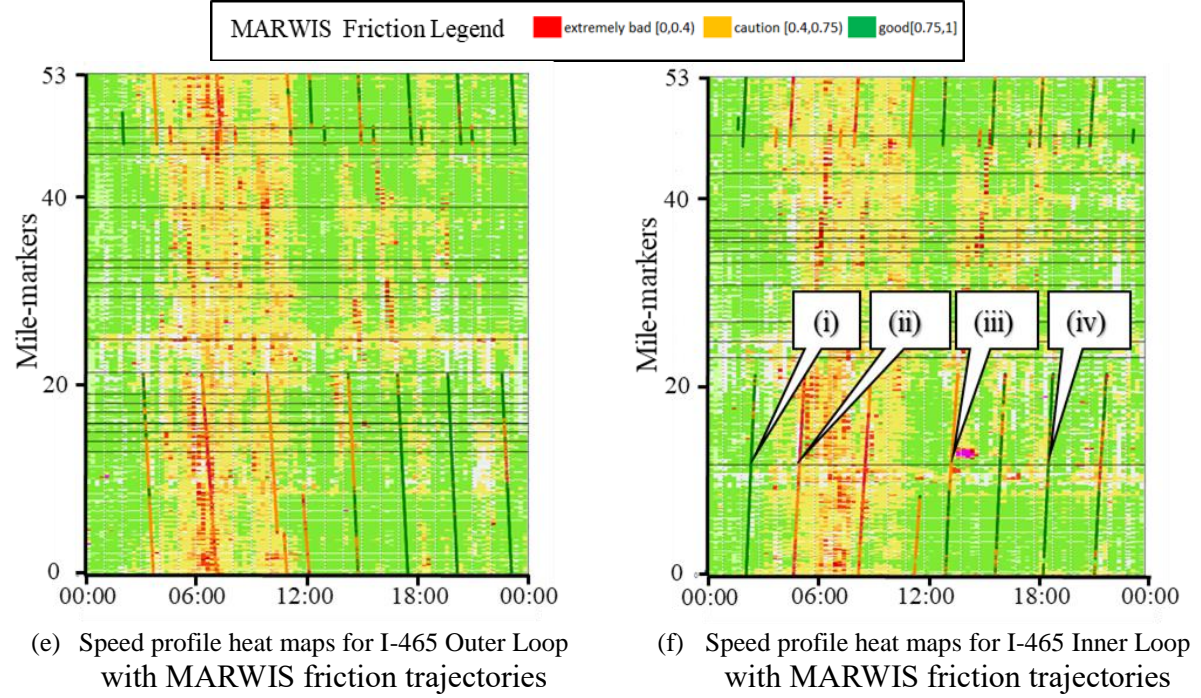 MARWIS Friction Legend extremely bad [0,0.4) caution [0.4,0.75) good[0.75,1]
Mile-markers
53
40
20
0
00:00 06:00 12:00 18:00 00:00
(e) Speed profile heat maps for I-465 Outer Loop
with MARWIS friction trajectories
Mile-markers
53
40
20
0
0
(i) (ii) (iii) (iv)
00:00 06:00 12:00 18:00 00:00
(f) Speed profile heat maps for I-465 Inner Loop
with MARWIS friction trajectories